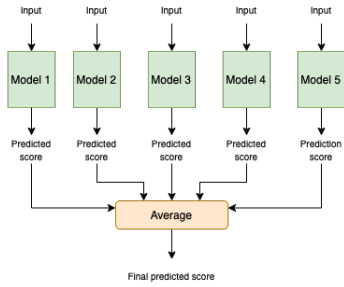 Input Input Input Input Input
Model 1 Model 2 Model 3 Model 4 Model 5
Predicted Predicted Predicted Predicted Prediction
score score score score score
Average
Final predicted score